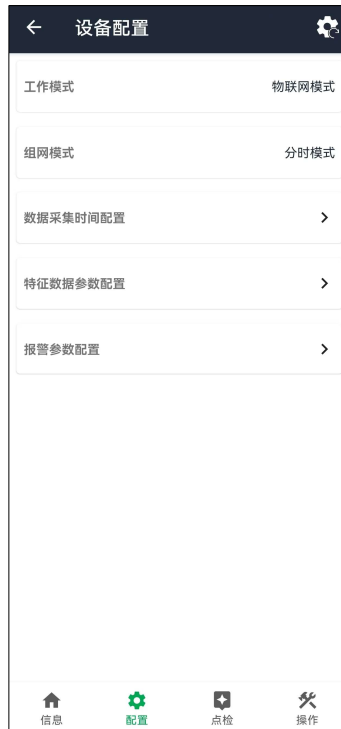 设备配置
工作模式 物联网模式
组网模式 分时模式
数据采集时间配置
特征数据参数配置
报警参数配置
信息 配置 点检 操作